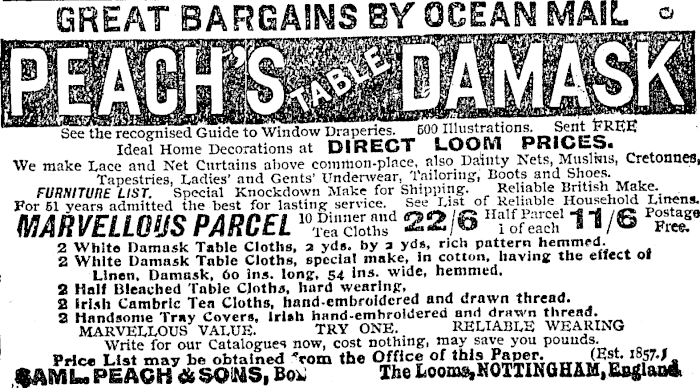 GREAT BARGAINS BY OCEAN MAIL
PEACH'S TABLE DAMASK
See the recognised Guide to Window Draperies. 500 Illustrations. Sent FREE
Ideal Home Decorations at DIRECT LOOM PRICES.
We make Lace and Net Curtains above common-place, also Dainty Nets, Muslins, Cretonnes,
Tapestries, Ladies' and Gents' Underwear, Tailoring, Boots and Shoes.
FURNITURE LIST. Special Knockdown Make for Shipping. Reliable British Make.
For 51 years admitted the best for lasting service. See List of Reliable Household Linens.
MARVELLOUS PARCEL 10 Dinner and Tea Cloths 22/6 Half Parcel 1 of each 11/6 Postage Free.
2 White Damask Table Cloths, 2 yds. by 2 yds, rich pattern hemmed.
2 White Damask Table Cloths, special make, in cotton, having the effect of
Linen, Damask, 60 ins. long, 54 ins. wide, hemmed.
2 Half Bleached Table Cloths, hard wearing,
2 Irish Cambric Tea Cloths, hand-embroidered and drawn thread.
2 Handsome Tray Covers, Irish hand-embroidered and drawn thread.
MARVELLOUS VALUE. TRY ONE. RELIABLE WEARING
Write for our Catalogues now, cost nothing, may save you pounds.
Price List may be obtained from the Office of this Paper. (Est. 1857.)
SAML. PEACH & SONS, Box The Looms, NOTTINGHAM, England.